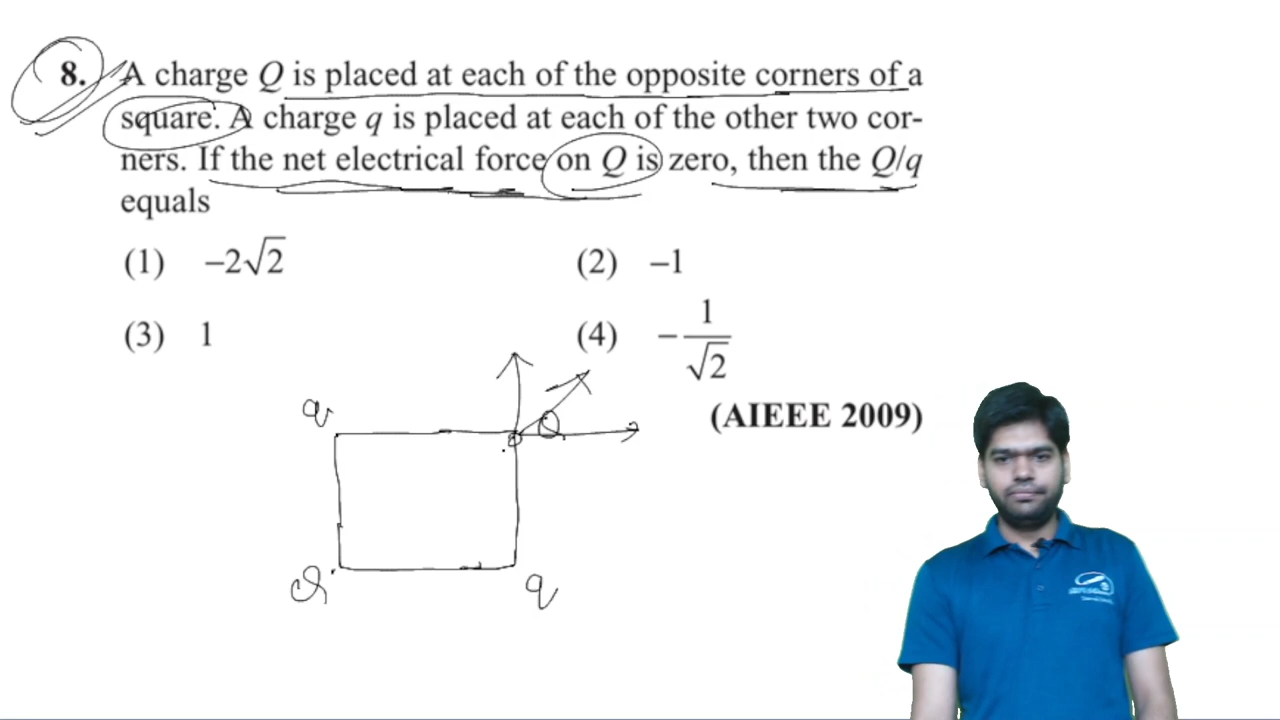 8. A charge Q is placed at each of the opposite corners of a
square. A charge q is placed at each of the other two cor-
ners. If the net electrical force on Q is zero, then the Q/q
equals
(1) −2√2 (2) −1
(3) 1 (4) −1/√2
(AIEEE 2009)
q
Q
Q
q